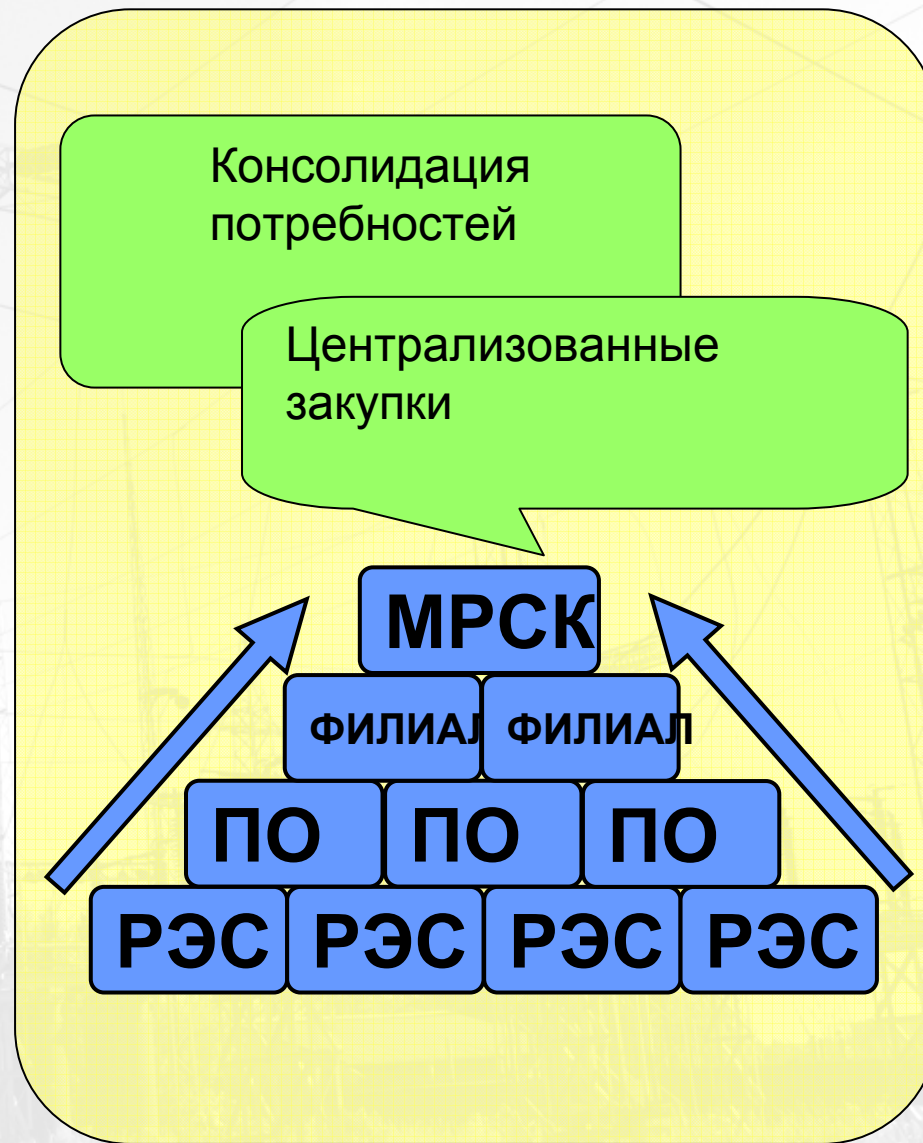 Консолидация
потребностей
Централизованные
закупки
МРСК
ФИЛИАЛ ФИЛИАЛ
ПО ПО ПО
РЭС РЭС РЭС РЭС